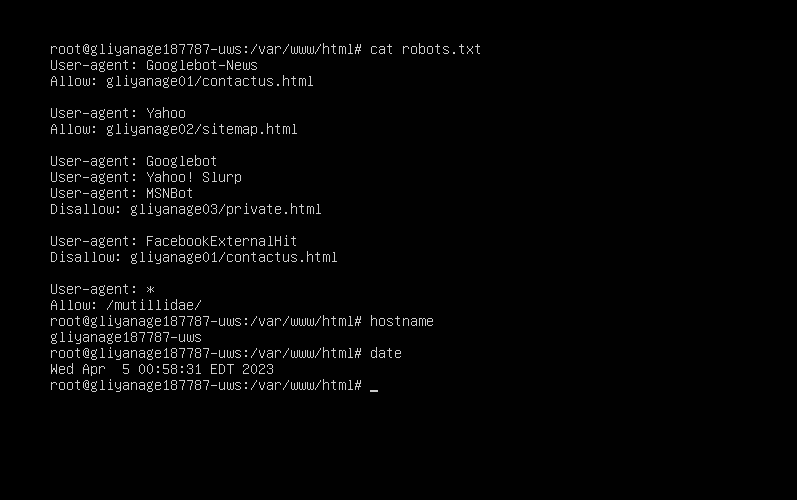 root@gliyanage187787-uws:/var/www/html# cat robots.txt
User-agent: Googlebot-News
Allow: gliyanage01/contactus.html

User-agent: Yahoo
Allow: gliyanage02/sitemap.html

User-agent: Googlebot
User-agent: Yahoo! Slurp
User-agent: MSNBot
Disallow: gliyanage03/private.html

User-agent: FacebookExternalHit
Disallow: gliyanage01/contactus.html

User-agent: *
Allow: /mutillidae/
root@gliyanage187787-uws:/var/www/html# hostname
gliyanage187787-uws
root@gliyanage187787-uws:/var/www/html# date
Wed Apr  5 00:58:31 EDT 2023
root@gliyanage187787-uws:/var/www/html# _